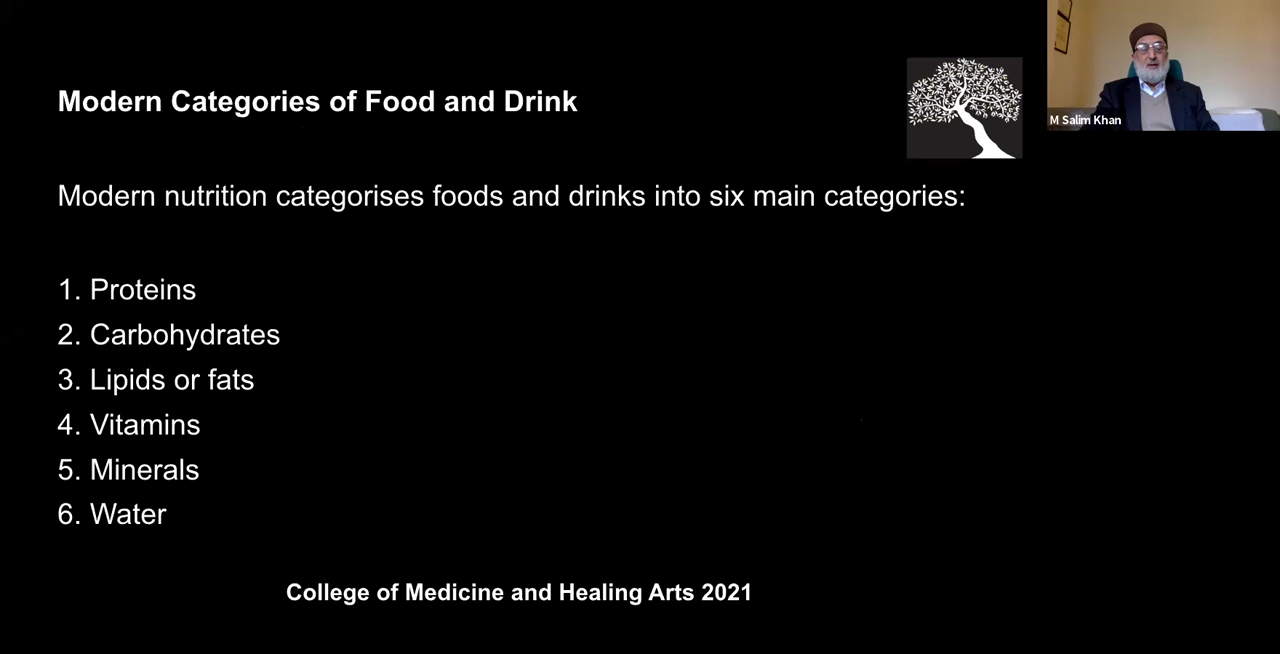 Modern Categories of Food and Drink
M Salim Khan
Modern nutrition categorises foods and drinks into six main categories:
1. Proteins
2. Carbohydrates
3. Lipids or fats
4. Vitamins
5. Minerals
6. Water
College of Medicine and Healing Arts 2021